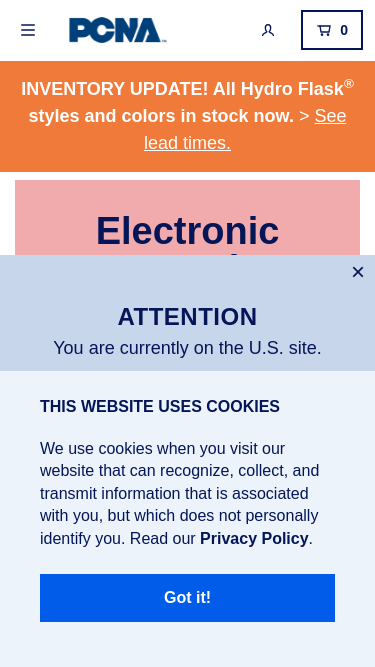 PCNA
0
INVENTORY UPDATE! All Hydro Flask®
styles and colors in stock now. > See
lead times.
Electronic
ATTENTION
You are currently on the U.S. site.
THIS WEBSITE USES COOKIES
We use cookies when you visit our
website that can recognize, collect, and
transmit information that is associated
with you, but which does not personally
identify you. Read our Privacy Policy.
Got it!